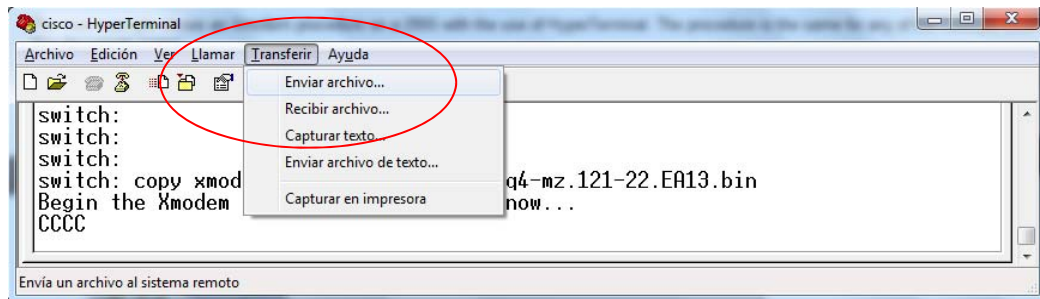 cisco - HyperTerminal
Archivo Edición Ver Llamar Transferir Ayuda
Enviar archivo...
Recibir archivo...
Capturar texto...
Enviar archivo de texto...
Capturar en impresora
switch:
switch:
switch:
switch: copy xmod q4-mz.121-22.EA13.bin
Begin the Xmodem now...
CCCC
Envía un archivo al sistema remoto